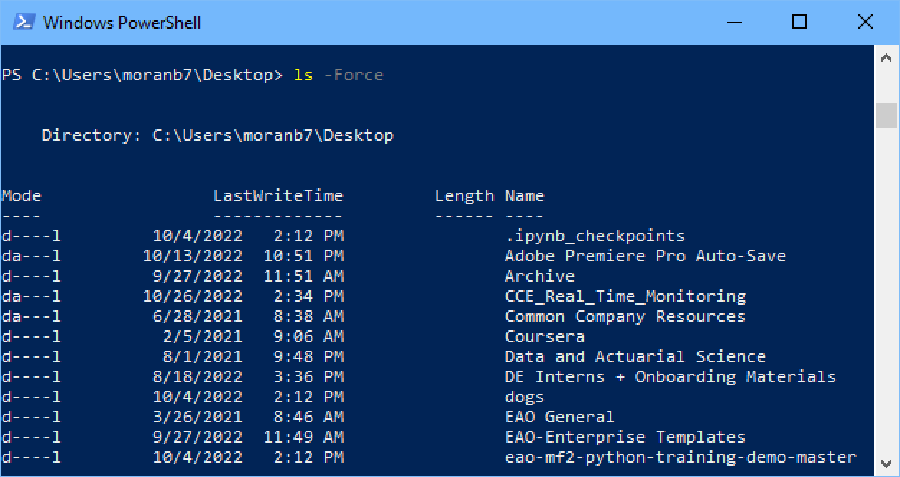 Windows PowerShell
PS C:\Users\moranb7\Desktop> ls -Force
Directory: C:\Users\moranb7\Desktop
Mode LastWriteTime Length Name
---- ------------- ------ ----
d----l 10/4/2022 2:12 PM .ipynb_checkpoints
da---l 10/13/2022 10:51 PM Adobe Premiere Pro Auto-Save
d----l 9/27/2022 11:51 AM Archive
da---l 10/26/2022 2:34 PM CCE_Real_Time_Monitoring
da---l 6/28/2021 8:38 AM Common Company Resources
d----l 2/5/2021 9:06 AM Coursera
d----l 8/1/2021 9:48 PM Data and Actuarial Science
d----l 8/18/2022 3:36 PM DE Interns + Onboarding Materials
d----l 10/4/2022 2:12 PM dogs
d----l 3/26/2021 8:46 AM EAO General
d----l 9/27/2022 11:49 AM EAO-Enterprise Templates
d----l 10/4/2022 2:12 PM eao-mf2-python-training-demo-master